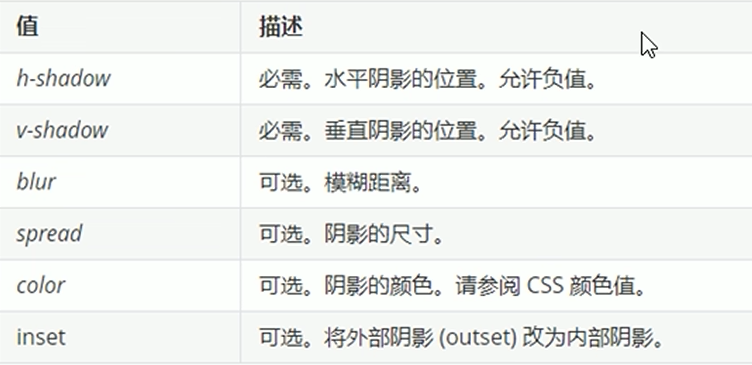 值 描述
h-shadow 必需。水平阴影的位置。允许负值。
v-shadow 必需。垂直阴影的位置。允许负值。
blur 可选。模糊距离。
spread 可选。阴影的尺寸。
color 可选。阴影的颜色。请参阅 CSS 颜色值。
inset 可选。将外部阴影 (outset) 改为内部阴影。